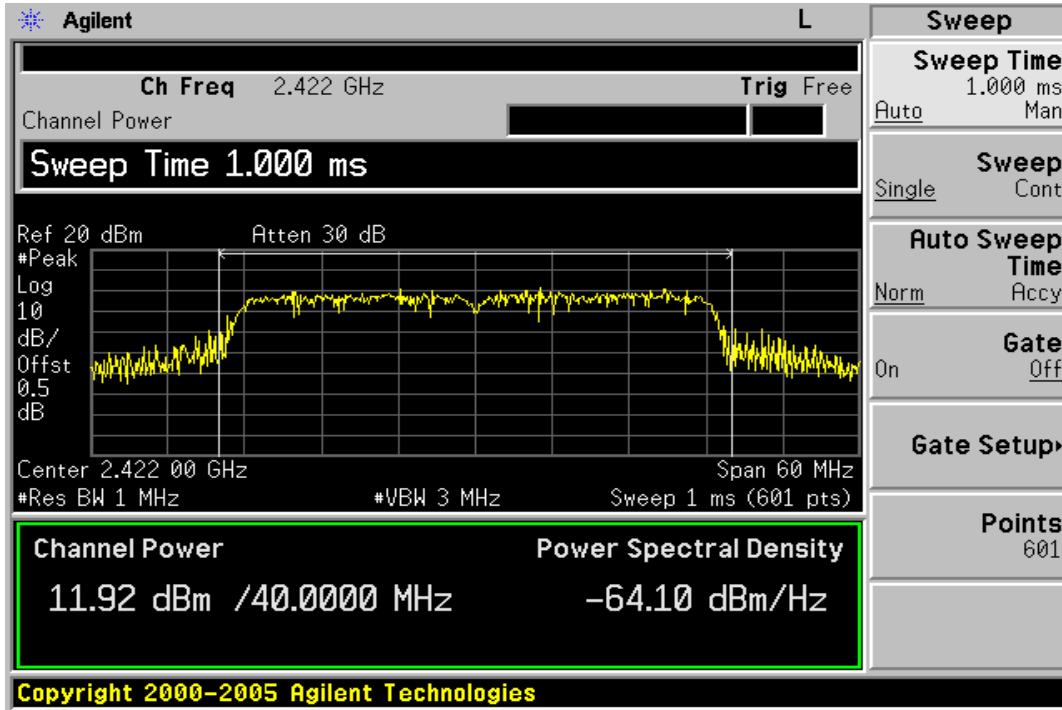 Agilent L Sweep
Ch Freq 2.422 GHz Trig Free
Channel Power
Sweep Time 1.000 ms
Ref 20 dBm Atten 30 dB
#Peak
Log
10
dB/
Offst
0.5
dB
Center 2.422 00 GHz Span 60 MHz
#Res BW 1 MHz #VBW 3 MHz Sweep 1 ms (601 pts)
Channel Power Power Spectral Density
11.92 dBm /40.0000 MHz -64.10 dBm/Hz
Copyright 2000-2005 Agilent Technologies
Sweep Time
1.000 ms
Auto Man
Sweep
Single Cont
Auto Sweep
Time
Norm Accy
Gate
On Off
Gate Setup
Points
601